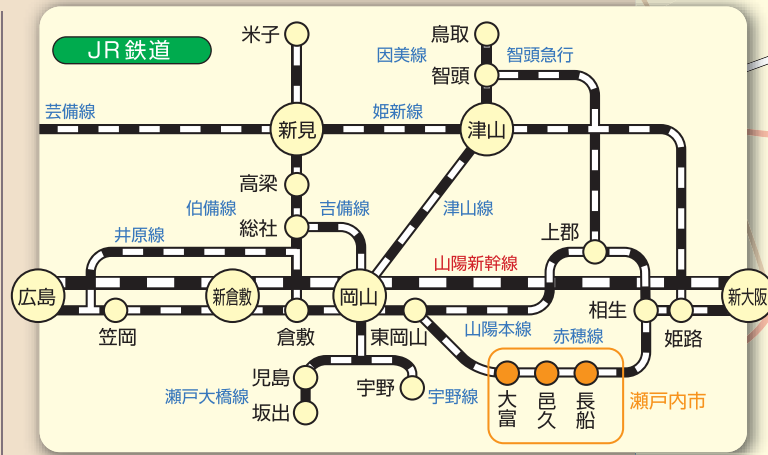 JR鉄道
米子
鳥取
因美線
智頭急行
智頭
芸備線
姫新線
新見
津山
高梁
伯備線
吉備線
津山線
総社
井原線
上郡
山陽新幹線
広島
新倉敷
岡山
新大阪
笠岡
倉敷
東岡山
山陽本線
赤穂線
相生
姫路
児島
宇野
瀬戸大橋線
宇野線
坂出
大富
邑久
長船
瀬戸内市